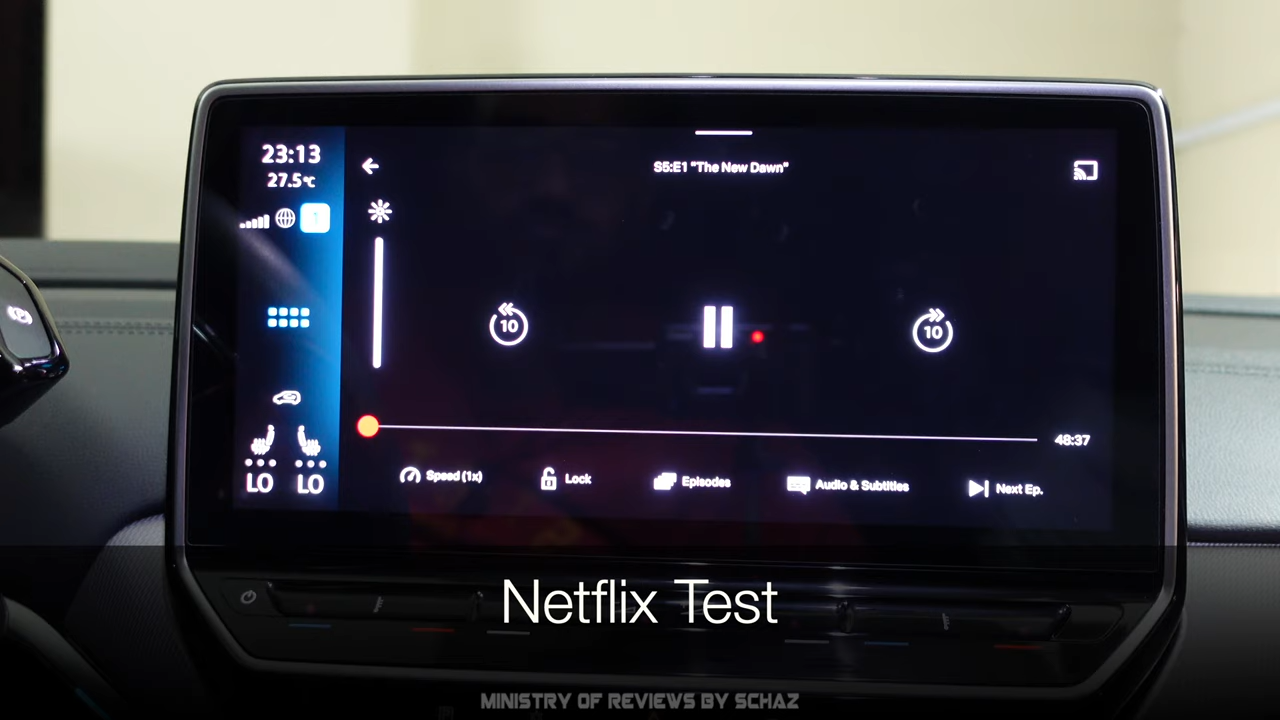 23:13
27.5°C
1
S5:E1 "The New Dawn"
10
10
48:37
Speed (1x)
Lock
Episodes
Audio & Subtitles
Next Ep.
LO LO
Netflix Test
MINISTRY OF REVIEWS BY SCHAZ